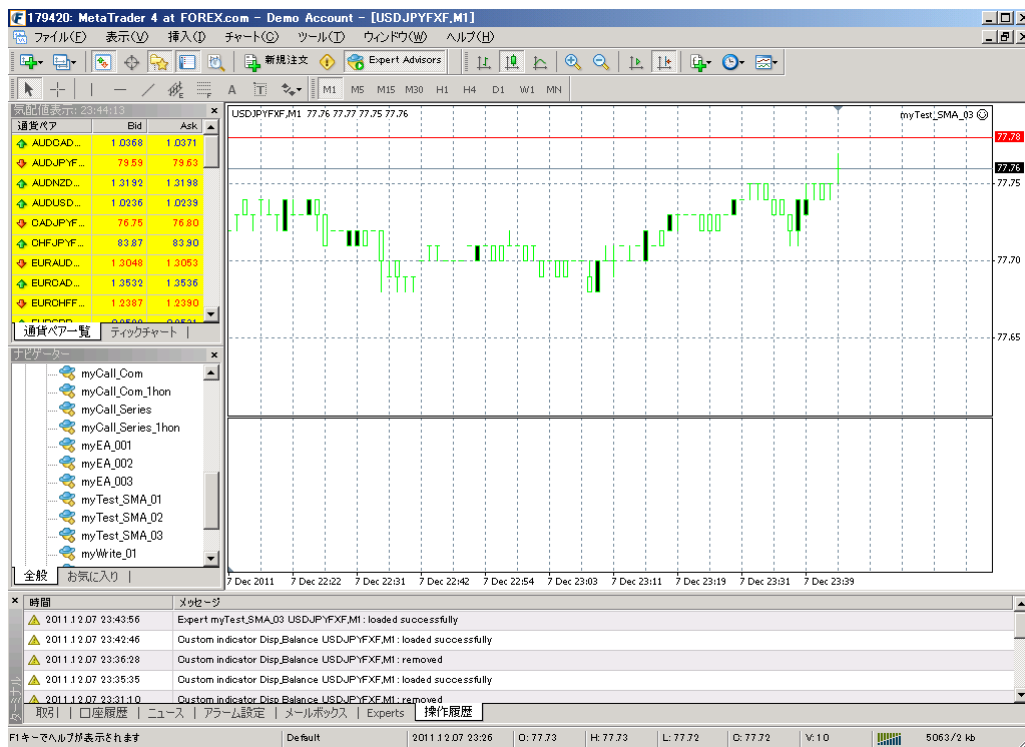 179420: MetaTrader 4 at FOREX.com - Demo Account - [USDJPYFXF,M1]
ファイル(F) 表示(V) 挿入(I) チャート(C) ツール(T) ウィンドウ(W) ヘルプ(H)
新規注文 Expert Advisors
A T M1 M5 M15 M30 H1 H4 D1 W1 MN
気配値表示: 23:44:13
通貨ペア Bid Ask
AUDCAD... 1.0368 1.0371
AUDJPYF... 79.59 79.63
AUDNZD... 1.3192 1.3198
AUDUSD... 1.0236 1.0239
CADJPYF... 76.75 76.80
CHFJPYF... 83.87 83.90
EURAUD... 1.3048 1.3053
EURCAD... 1.3532 1.3536
EURCHFF... 1.2387 1.2390
通貨ペア一覧 ティックチャート
ナビゲーター
myCall_Com
myCall_Com_1hon
myCall_Series
myCall_Series_1hon
myEA_001
myEA_002
myEA_003
myTest_SMA_01
myTest_SMA_02
myTest_SMA_03
myWrite_01
全般 お気に入り
USDJPYFXF,M1 77.76 77.77 77.75 77.76
myTest_SMA_03
77.78
77.76
77.75
77.70
77.65
7 Dec 2011 7 Dec 22:22 7 Dec 22:31 7 Dec 22:42 7 Dec 22:54 7 Dec 23:03 7 Dec 23:11 7 Dec 23:19 7 Dec 23:31 7 Dec 23:39
時間 メッセージ
2011.12.07 23:43:56 Expert myTest_SMA_03 USDJPYFXF,M1: loaded successfully
2011.12.07 23:42:46 Custom indicator Disp_Balance USDJPYFXF,M1: loaded successfully
2011.12.07 23:36:28 Custom indicator Disp_Balance USDJPYFXF,M1: removed
2011.12.07 23:35:35 Custom indicator Disp_Balance USDJPYFXF,M1: loaded successfully
2011.12.07 23:31:10 Custom indicator Disp_Balance USDJPYFXF,M1: removed
ターミナル
取引 口座履歴 ニュース アラーム設定 メールボックス Experts 操作履歴
F1キーでヘルプが表示されます Default 2011.12.07 23:26 O: 77.73 H: 77.73 L: 77.72 C: 77.72 V: 10 5063/2 kb